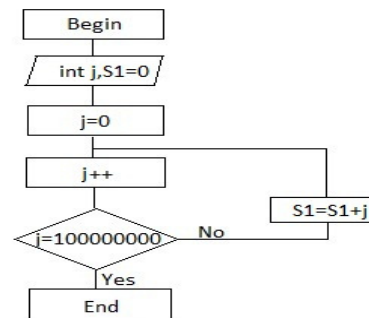 Begin
int j,S1=0
j=0
j++
S1=S1+j
j=100000000
No
Yes
End